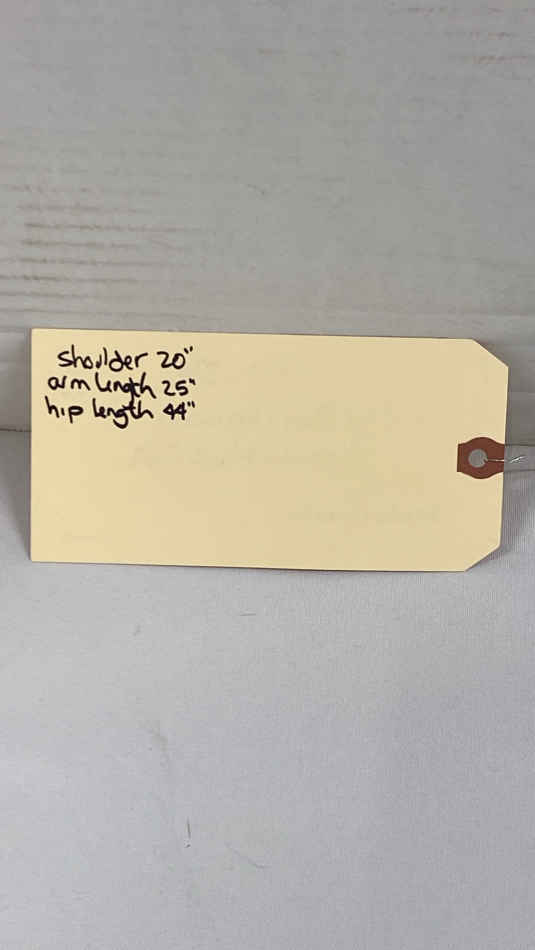 shoulder 20"
arm length 25"
hip length 44"